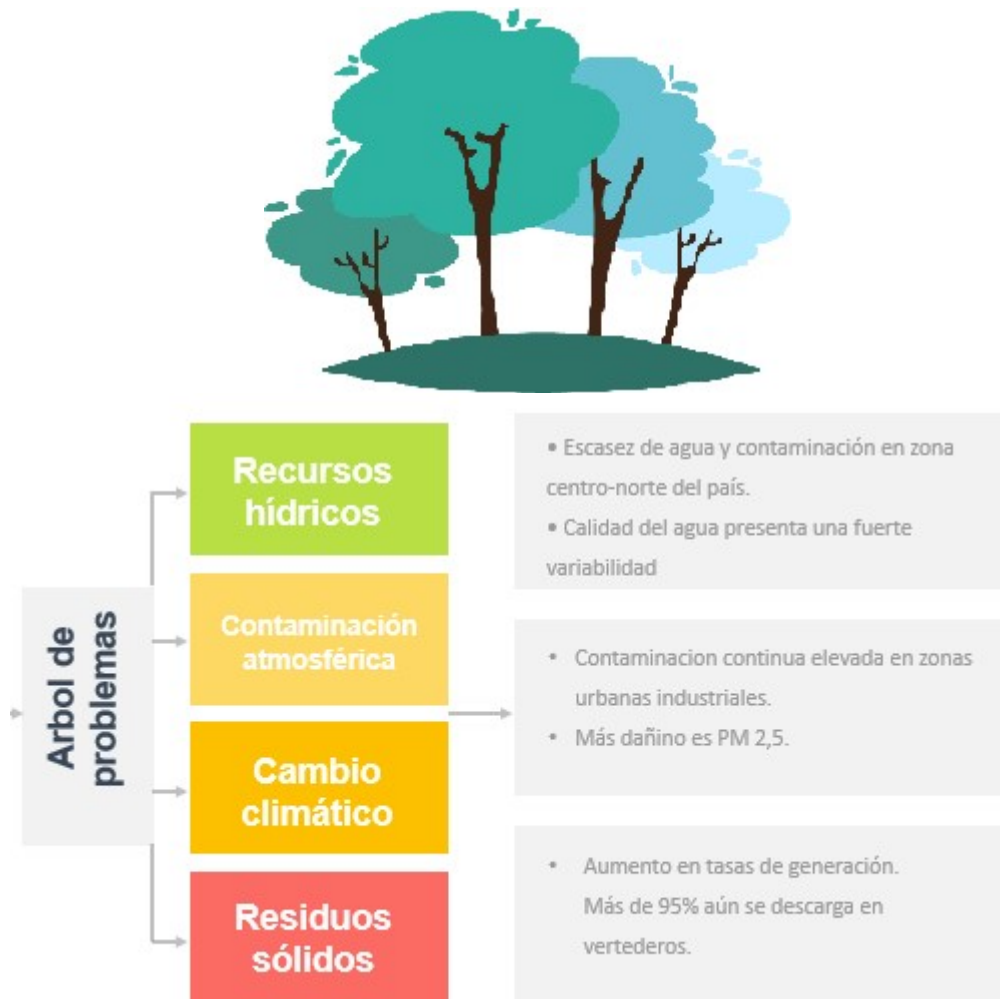 Arbol de
problemas
Recursos
hídricos
Contaminación
atmosférica
Cambio
climático
Residuos
sólidos
• Escasez de agua y contaminación en zona
centro-norte del país.
• Calidad del agua presenta una fuerte
variabilidad
• Contaminacion continua elevada en zonas
urbanas industriales.
• Más dañino es PM 2,5.
• Aumento en tasas de generación.
Más de 95% aún se descarga en
vertederos.